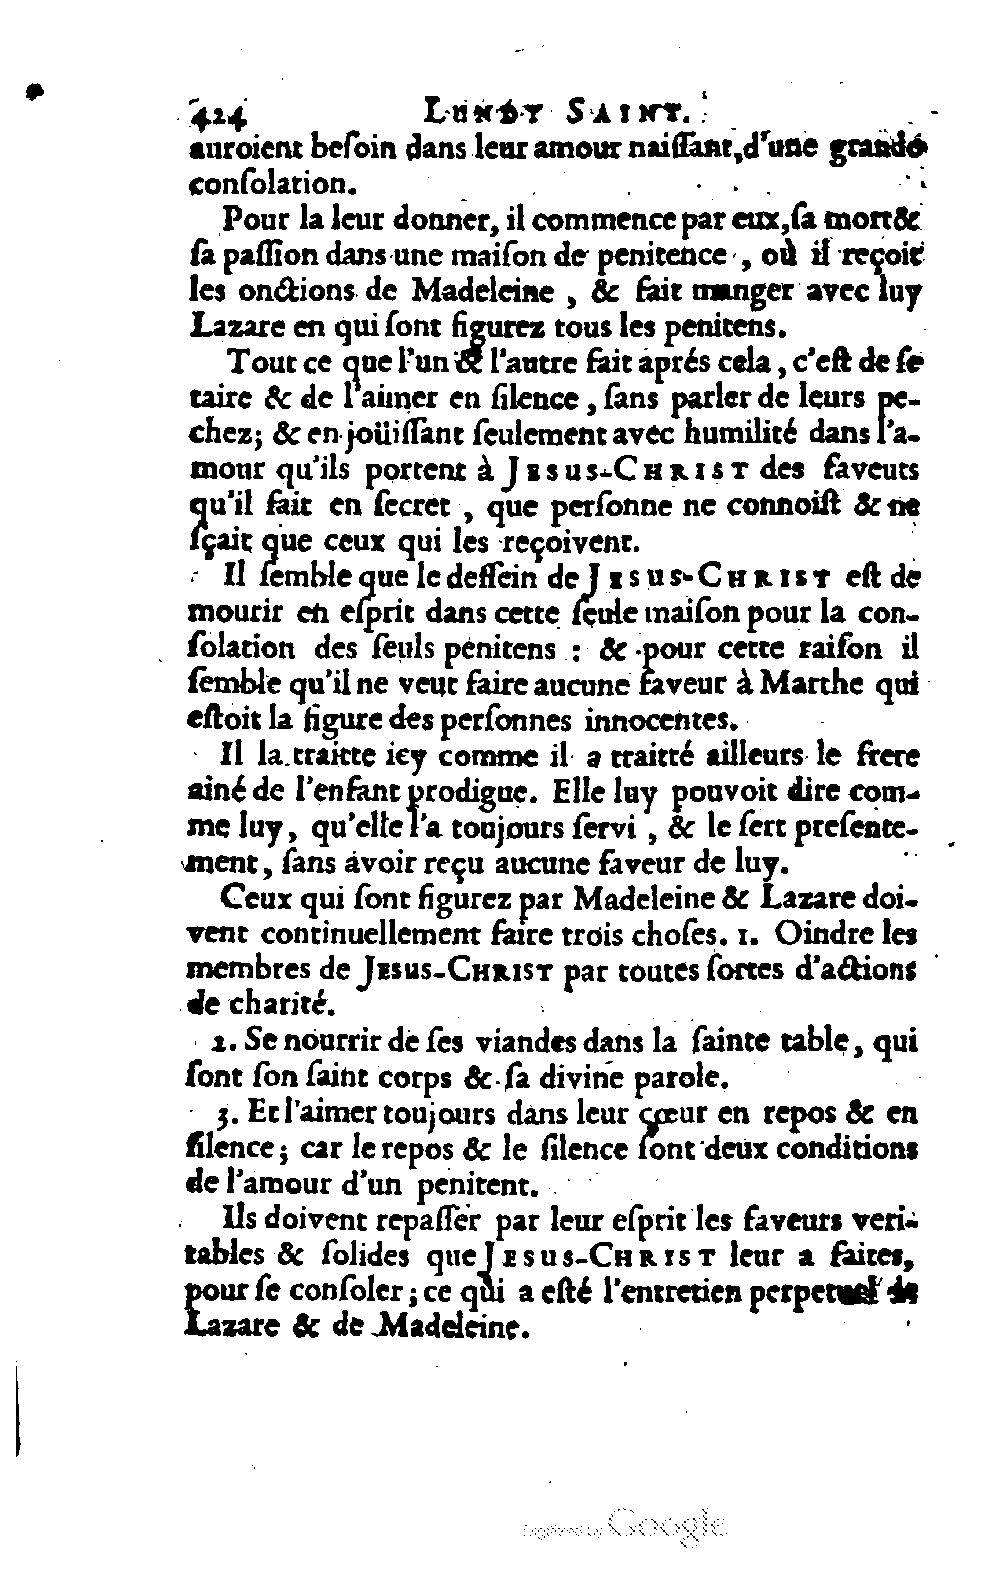 424 LUNDY SAINT.
auroient beſoin dans leur amour naiſſant, d'une grande
conſolation.
Pour la leur donner, il commence par eux, ſa mort &
ſa paſſion dans une maiſon de penitence, où il reçoit
les onctions de Madeleine, & fait manger avec luy
Lazare en qui ſont figurez tous les penitens.
Tout ce que l'un & l'autre fait aprés cela, c'eſt de ſe
taire & de l'aimer en ſilence, ſans parler de leurs pe-
chez; & en joüiſſant ſeulement avec humilité dans l'a-
mour qu'ils portent à JESUS-CHRIST des faveurs
qu'il fait en ſecret, que perſonne ne connoiſt & ne
ſçait que ceux qui les reçoivent.
Il ſemble que le deſſein de JESUS-CHRIST eſt de
mourir en eſprit dans cette ſeule maiſon pour la con-
ſolation des ſeuls penitens : & pour cette raiſon il
ſemble qu'il ne veut faire aucune faveur à Marthe qui
eſtoit la figure des perſonnes innocentes.
Il la traitte icy comme il a traitté ailleurs le frere
ainé de l'enfant prodigue. Elle luy pouvoit dire com-
me luy, qu'elle l'a toujours ſervi, & le ſert preſente-
ment, ſans avoir reçu aucune faveur de luy.
Ceux qui ſont figurez par Madeleine & Lazare doi-
vent continuellement faire trois choſes. 1. Oindre les
membres de JESUS-CHRIST par toutes ſortes d'actions
de charité.
2. Se nourrir de ſes viandes dans la ſainte table, qui
ſont ſon ſaint corps & ſa divine parole.
3. Et l'aimer toujours dans leur cœur en repos & en
ſilence; car le repos & le ſilence ſont deux conditions
de l'amour d'un penitent.
Ils doivent repaſſer par leur eſprit les faveurs veri-
tables & ſolides que JESUS-CHRIST leur a faites,
pour ſe conſoler; ce qui a eſté l'entretien perpetuel de
Lazare & de Madeleine.
Digitized by Google